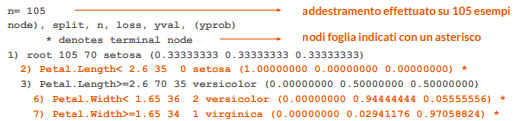 n= 105
addestramento effettuato su 105 esempi
node), split, n, loss, yval, (yprob)
* denotes terminal node
nodi foglia indicati con un asterisco
1) root 105 70 setosa (0.33333333 0.33333333 0.33333333)
2) Petal.Length< 2.6 35 0 setosa (1.00000000 0.00000000 0.00000000) *
3) Petal.Length>=2.6 70 35 versicolor (0.00000000 0.50000000 0.50000000)
6) Petal.Width< 1.65 36 2 versicolor (0.00000000 0.94444444 0.05555556) *
7) Petal.Width>=1.65 34 1 virginica (0.00000000 0.02941176 0.97058824) *